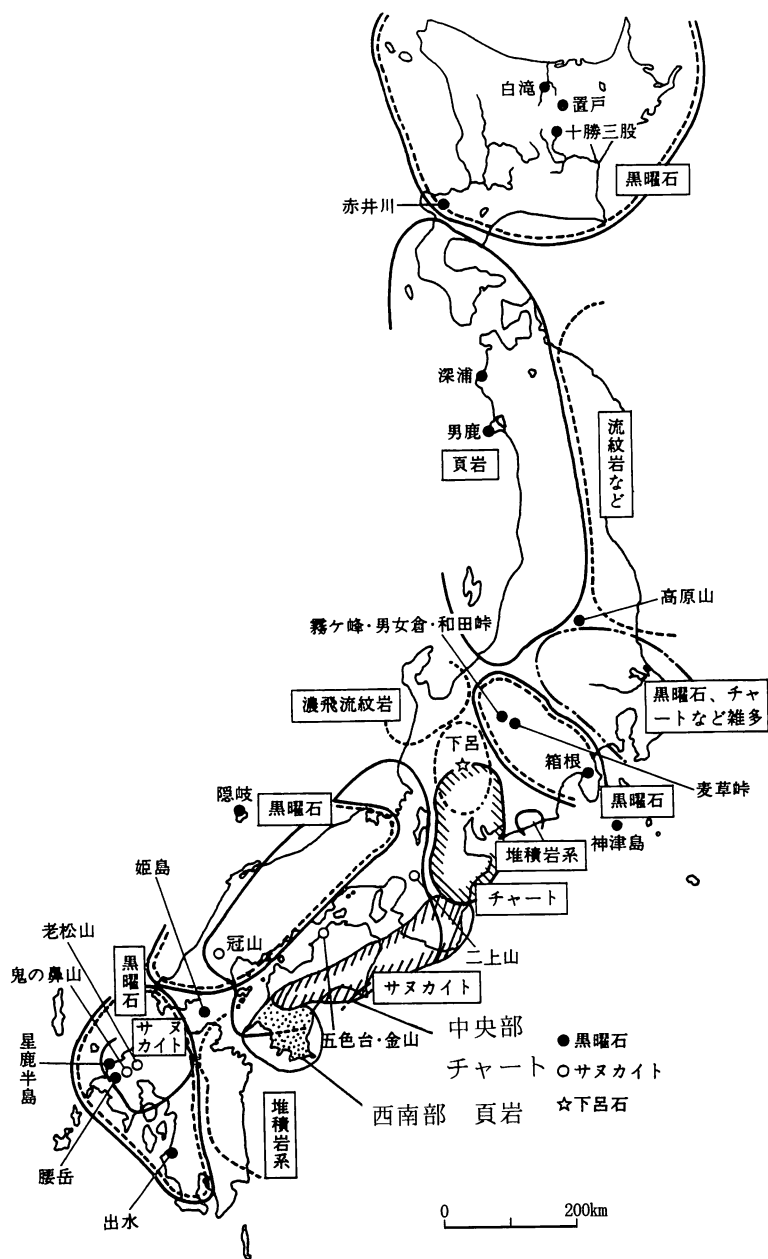 白滝
置戸
十勝三股
黒曜石
赤井川
深浦
男鹿
頁岩
流紋岩など
高原山
霧ケ峰・男女倉・和田峠
濃飛流紋岩
黒曜石、チャ
ートなど雑多
下呂
箱根
麦草峠
隠岐
黒曜石
黒曜石
神津島
堆積岩系
姫島
チャート
老松山
冠山
二上山
鬼の鼻山
黒曜石
サヌカイト
サヌ
カイト
星鹿半島
五色台・金山
中央部
チャート
西南部 頁岩
黒曜石
サヌカイト
下呂石
堆積岩系
腰岳
出水
0 200km